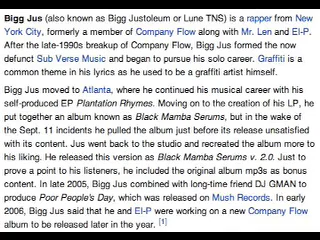 Bigg Jus (also known as Bigg Justoleum or Lune TNS) is a rapper from New
York City, formerly a member of Company Flow along with Mr. Len and El-P.
After the late-1990s breakup of Company Flow, Bigg Jus formed the now
defunct Sub Verse Music and began to pursue his solo career. Graffiti is a
common theme in his lyrics as he used to be a graffiti artist himself.
Bigg Jus moved to Atlanta, where he continued his musical career with his
self-produced EP Plantation Rhymes. Moving on to the creation of his LP, he
put together an album known as Black Mamba Serums, but in the wake of
the Sept. 11 incidents he pulled the album just before its release unsatisfied
with its content. Jus went back to the studio and recreated the album more to
his liking. He released this version as Black Mamba Serums v. 2.0. Just to
prove a point to his listeners, he included the original album mp3s as bonus
content. In late 2005, Bigg Jus combined with long-time friend DJ GMAN to
produce Poor People's Day, which was released on Mush Records. In early
2006, Bigg Jus said that he and El-P were working on a new Company Flow
album to be released later in the year. [1]